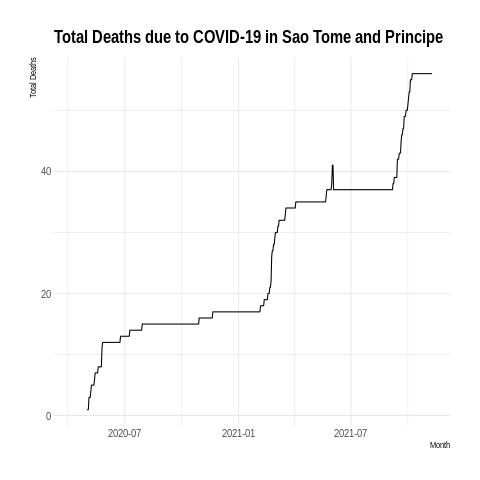 Total Deaths due to COVID-19 in Sao Tome and Principe
Total Deaths
40
20
0
2020-07
2021-01
2021-07
Month